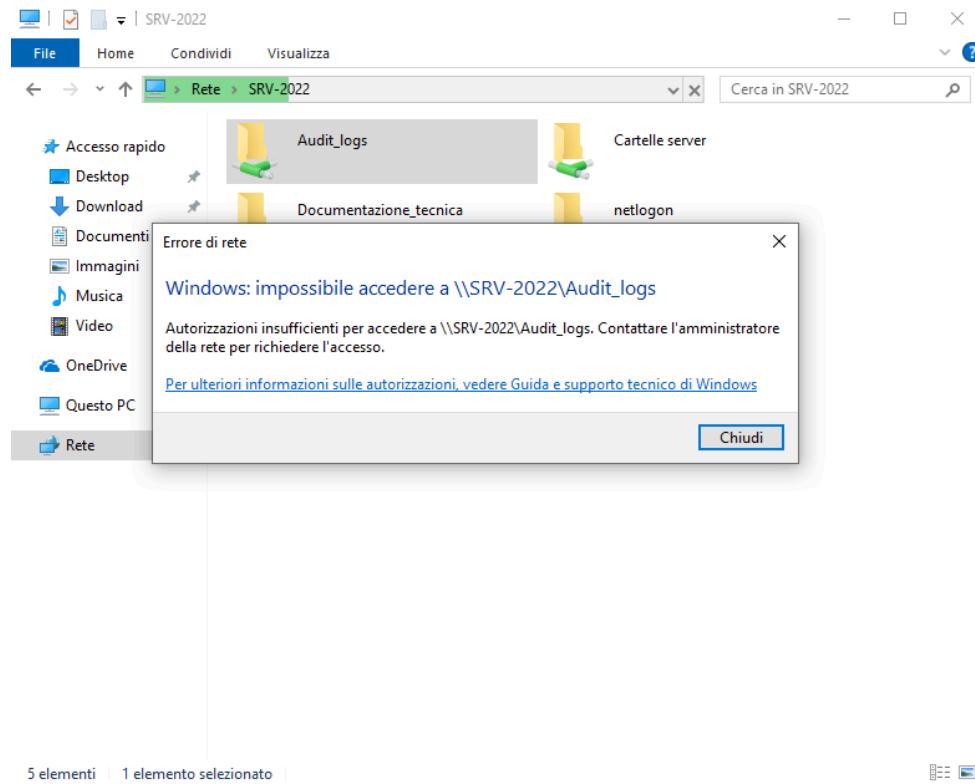 SRV-2022
File Home Condividi Visualizza ?
Rete SRV-2022
Cerca in SRV-2022
Accesso rapido
Desktop
Download
Documenti
Immagini
Musica
Video
OneDrive
Questo PC
Rete
Audit_logs
Cartelle server
Documentazione_tecnica
netlogon
Errore di rete
Windows: impossibile accedere a \\SRV-2022\Audit_logs
Autorizzazioni insufficienti per accedere a \\SRV-2022\Audit_logs. Contattare l'amministratore
della rete per richiedere l'accesso.
Per ulteriori informazioni sulle autorizzazioni, vedere Guida e supporto tecnico di Windows
Chiudi
5 elementi 1 elemento selezionato